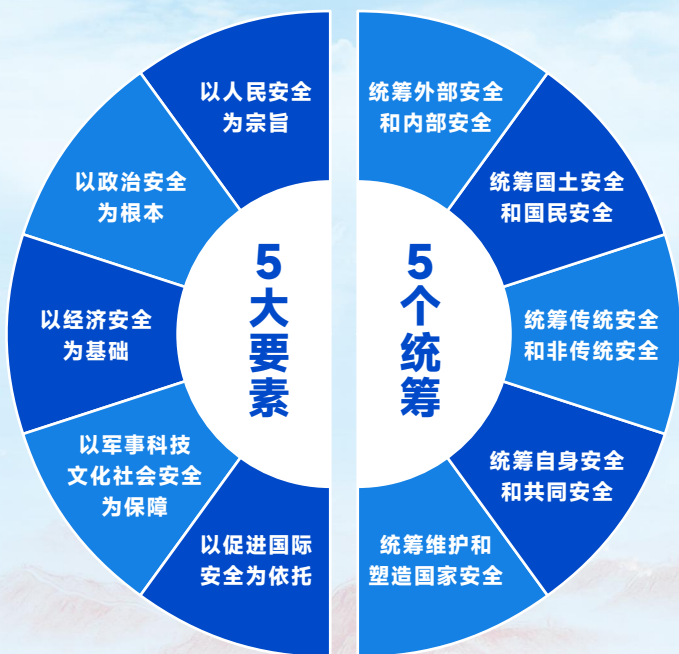 5大要素
以人民安全
为宗旨
以政治安全
为根本
以经济安全
为基础
以军事科技
文化社会安全
为保障
以促进国际
安全为依托
5个统筹
统筹外部安全
和内部安全
统筹国土安全
和国民安全
统筹传统安全
和非传统安全
统筹自身安全
和共同安全
统筹维护和
塑造国家安全